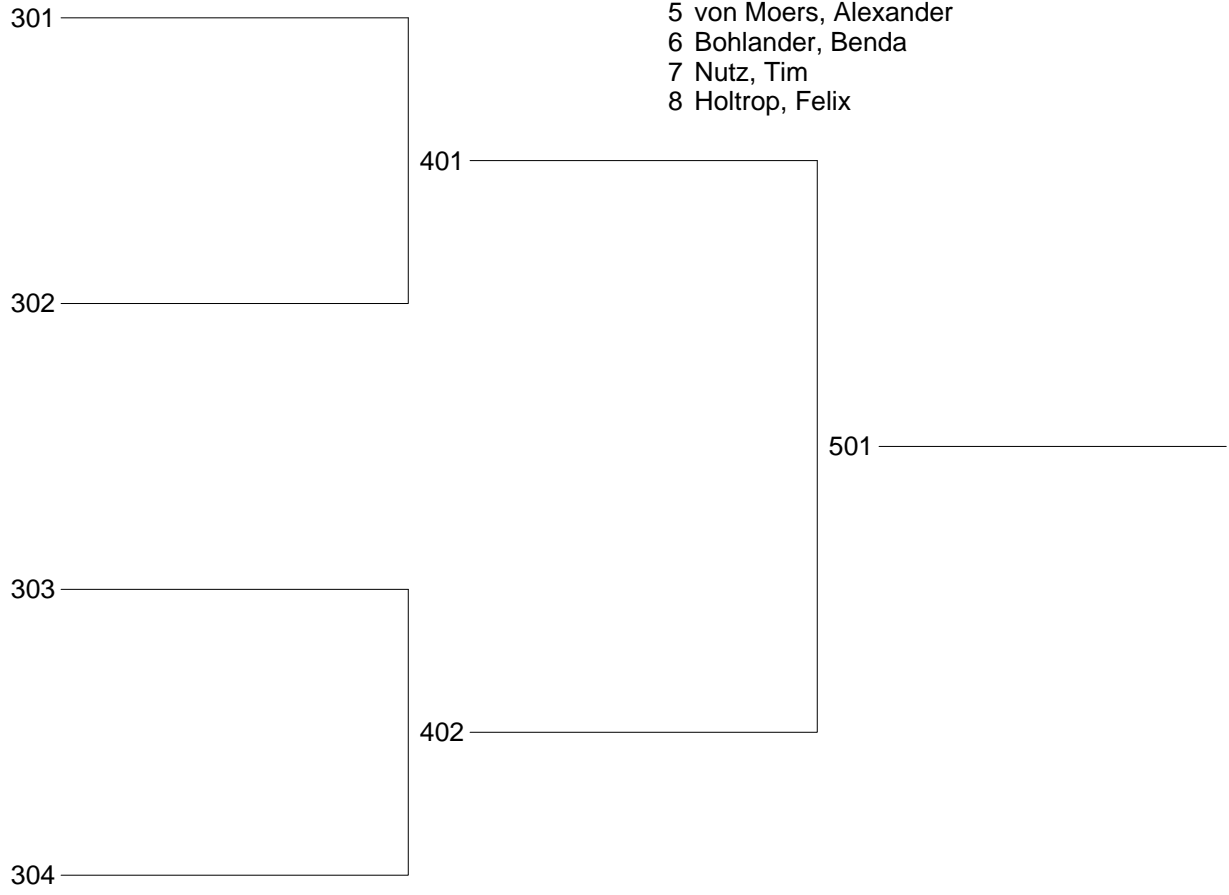 301
5 von Moers, Alexander
6 Bohlander, Benda
7 Nutz, Tim
8 Holtrop, Felix
401
302
501
303
402
304